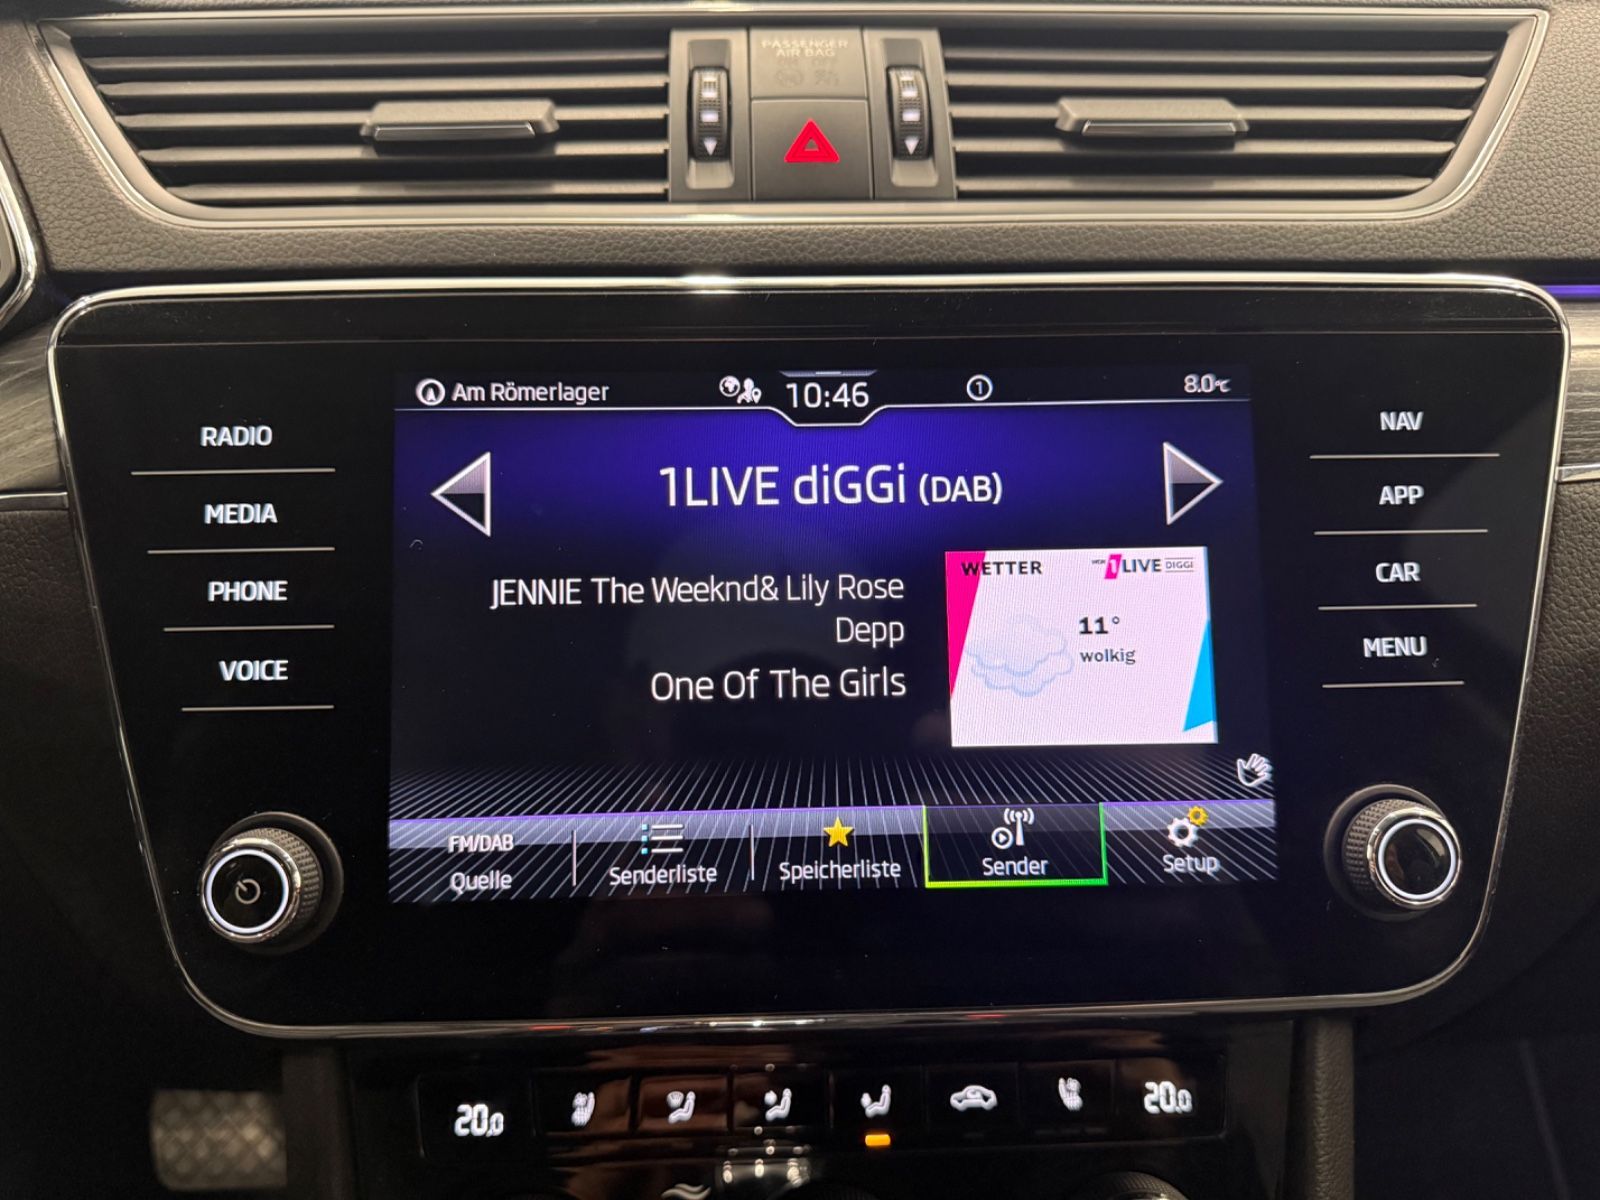 PASSENGER
AIR BAG
Am Römerlager
10:46
1
8.0°C
RADIO
MEDIA
PHONE
VOICE
1LIVE diGGi (DAB)
JENNIE The Weeknd& Lily Rose
Depp
One Of The Girls
WETTER
WDR 1LIVE DIGGI
11°
wolkig
NAV
APP
CAR
MENU
FM/DAB
Quelle
Senderliste
Speicherliste
Sender
Setup
20,0
20,0